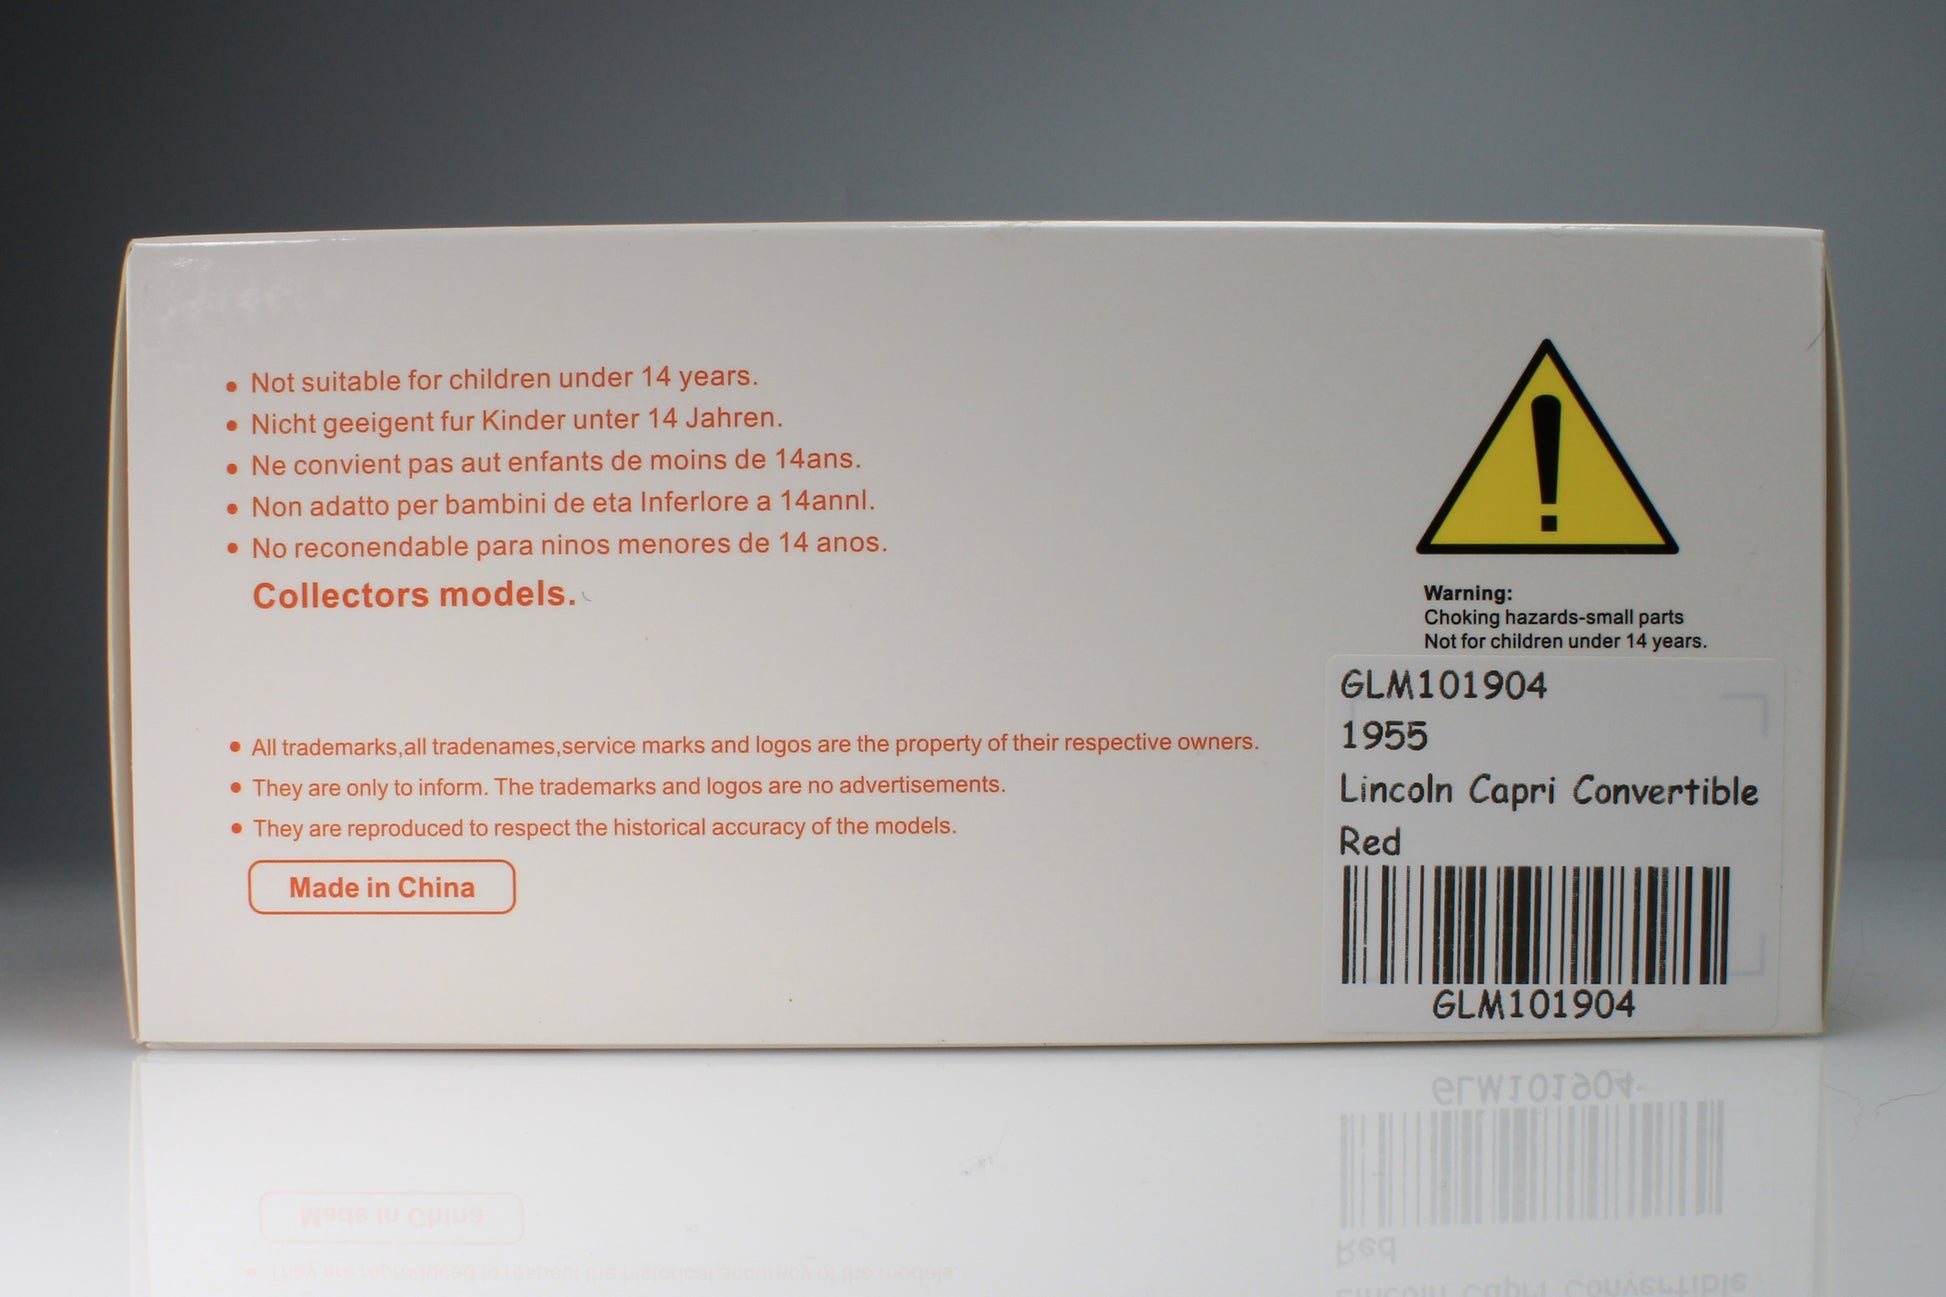 Not suitable for children under 14 years.
Nicht geeigent fur Kinder unter 14 Jahren.
Ne convient pas aut enfants de moins de 14ans.
Non adatto per bambini de eta Inferlore a 14annl.
No reconendable para ninos menores de 14 anos.
Collectors models.
All trademarks,all tradenames,service marks and logos are the property of their respective owners.
They are only to inform. The trademarks and logos are no advertisements.
They are reproduced to respect the historical accuracy of the models.
Made in China
Warning:
Choking hazards-small parts
Not for children under 14 years.
GLM101904
1955
Lincoln Capri Convertible
Red
GLM101904